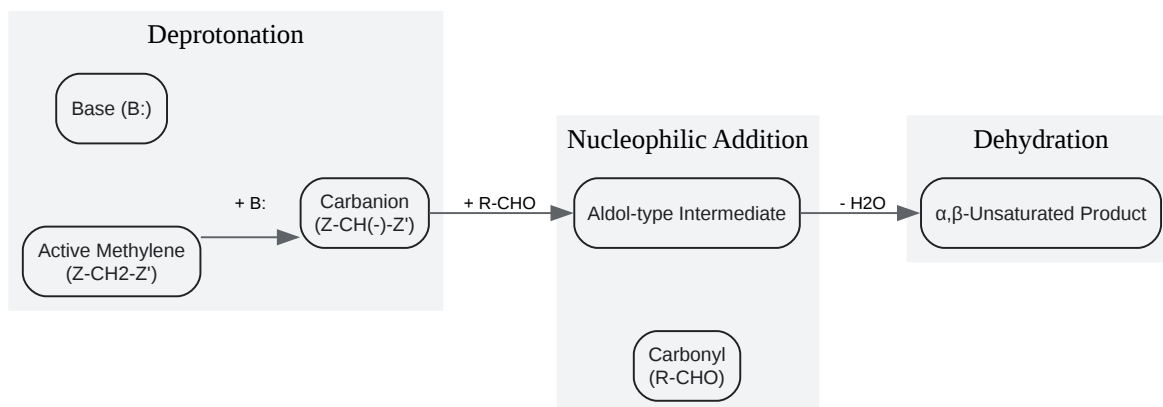 Deprotonation
Base (B:)
Active Methylene
(Z-CH2-Z')
+ B:
Carbanion
(Z-CH(-)-Z')
+ R-CHO
Nucleophilic Addition
Aldol-type Intermediate
Carbonyl
(R-CHO)
- H2O
Dehydration
α,β-Unsaturated Product